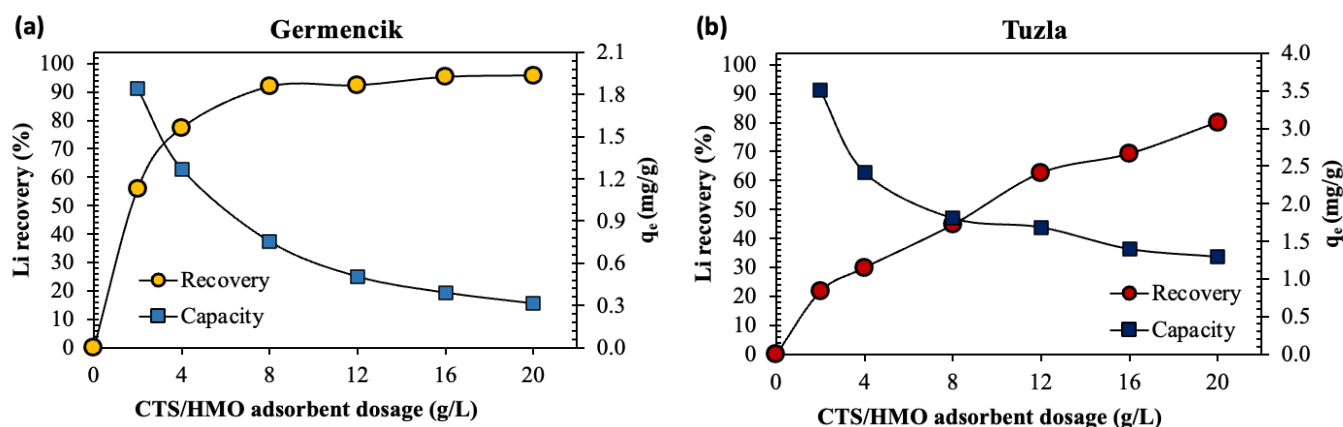 (a) Germencik
Li recovery (%)
100
90
80
70
60
50
40
30
20
10
0
2.1
1.8
1.5
1.2
0.9
0.6
0.3
0.0
qe (mg/g)
Recovery
Capacity
0 4 8 12 16 20
CTS/HMO adsorbent dosage (g/L)
(b) Tuzla
Li recovery (%)
100
90
80
70
60
50
40
30
20
10
0
4.0
3.5
3.0
2.5
2.0
1.5
1.0
0.5
0.0
qe (mg/g)
Recovery
Capacity
0 4 8 12 16 20
CTS/HMO adsorbent dosage (g/L)